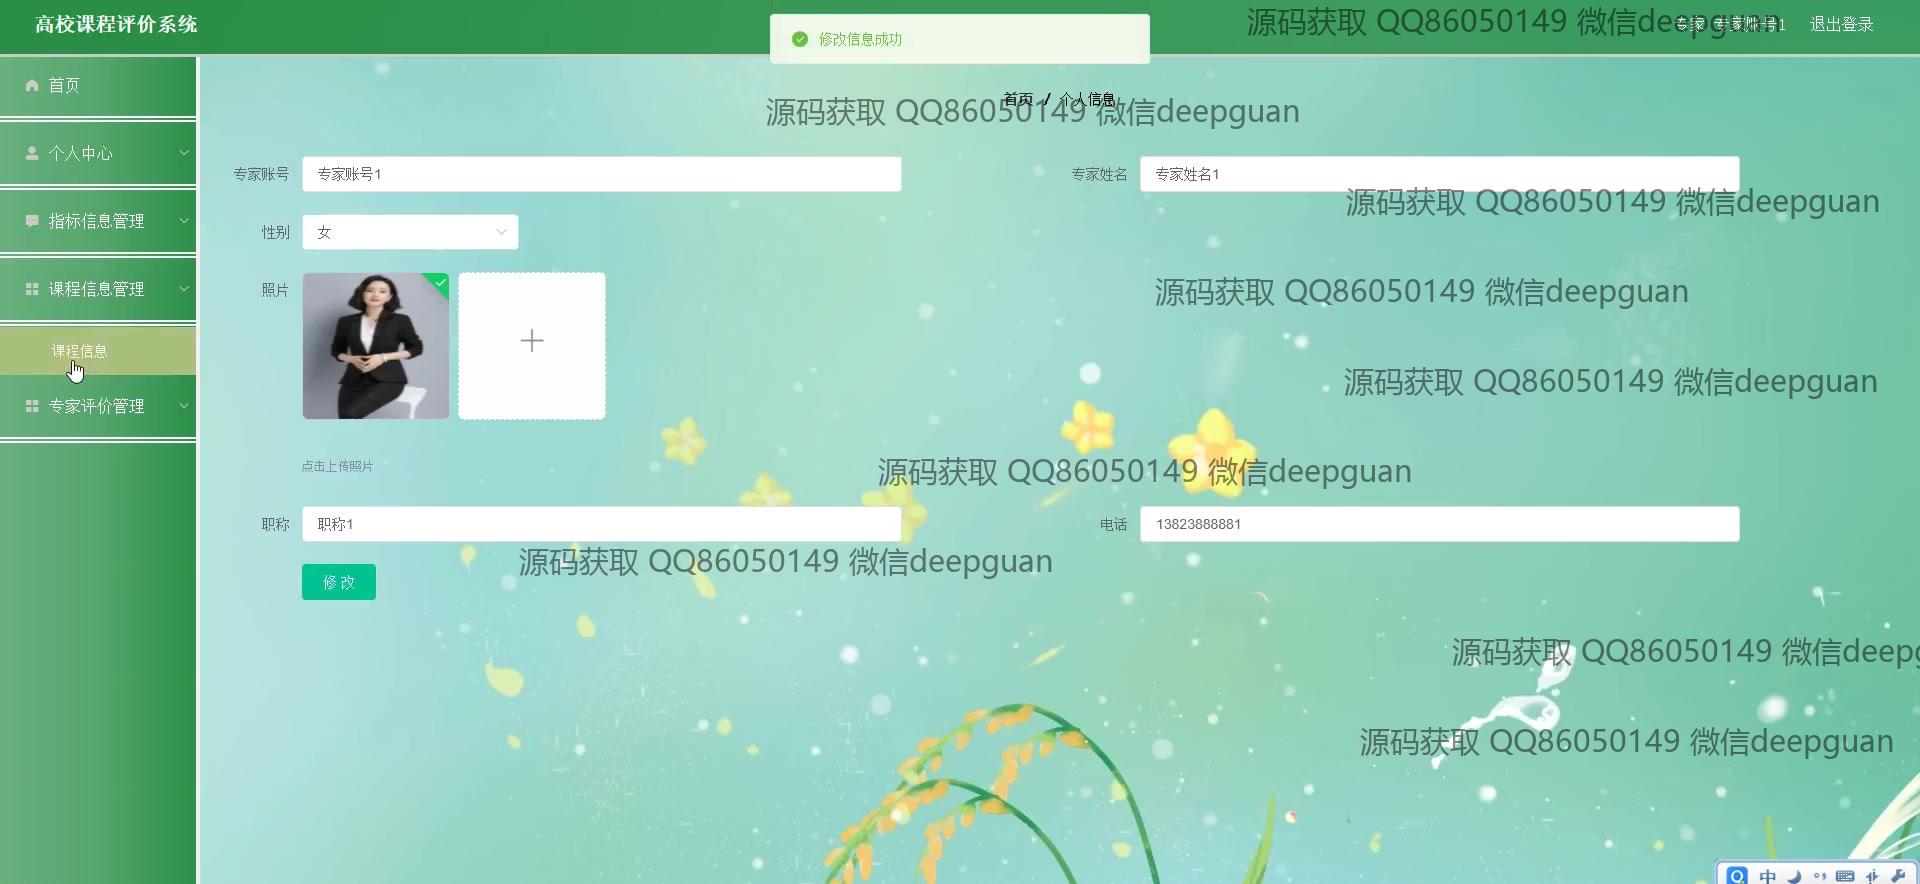 高校课程评价系统
修改信息成功
源码获取 QQ86050149 微信deepguan
专家 专家账号1
退出登录
首页
首页 / 个人信息
源码获取 QQ86050149 微信deepguan
个人中心
专家账号
专家账号1
专家姓名
专家姓名1
源码获取 QQ86050149 微信deepguan
指标信息管理
性别
女
课程信息管理
照片
源码获取 QQ86050149 微信deepguan
课程信息
源码获取 QQ86050149 微信deepguan
专家评价管理
点击上传照片
源码获取 QQ86050149 微信deepguan
职称
职称1
电话
13823888881
源码获取 QQ86050149 微信deepguan
修 改
源码获取 QQ86050149 微信deepg
源码获取 QQ86050149 微信deepguan
中